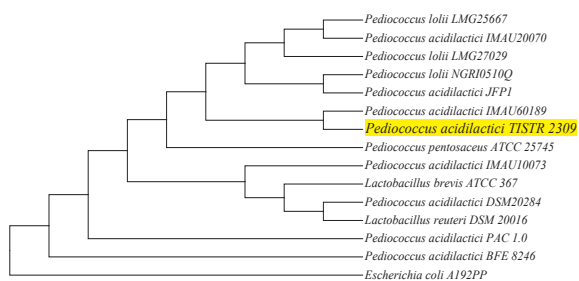 Pediococcus lolii LMG25667
Pediococcus acidilactici IMAU20070
Pediococcus lolii LMG27029
Pediococcus lolii NGRI0510Q
Pediococcus acidilactici JFP1
Pediococcus acidilactici IMAU60189
Pediococcus acidilactici TISTR 2309
Pediococcus pentosaceus ATCC 25745
Pediococcus acidilactici IMAU10073
Lactobacillus brevis ATCC 367
Pediococcus acidilactici DSM20284
Lactobacillus reuteri DSM 20016
Pediococcus acidilactici PAC 1.0
Pediococcus acidilactici BFE 8246
Escherichia coli A192PP